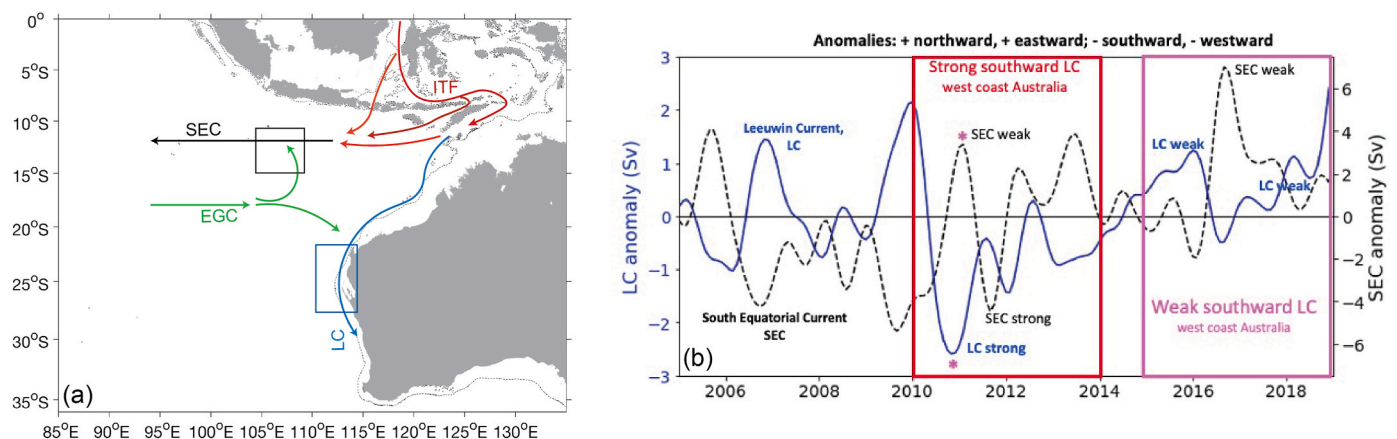 0°
5°S
10°S
15°S
20°S
25°S
30°S
35°S
85°E 90°E 95°E 100°E 105°E 110°E 115°E 120°E 125°E 130°E
ITF
SEC
EGC
LC
(a)
Anomalies: + northward, + eastward; - southward, - westward
Strong southward LC
west coast Australia
SEC weak
Leeuwin Current,
LC
* SEC weak
LC weak
LC weak
South Equatorial Current
SEC
SEC strong
LC strong
*
Weak southward LC
west coast Australia
(b)
LC anomaly (Sv)
3
2
1
0
−1
−2
−3
SEC anomaly (Sv)
6
4
2
0
−2
−4
−6
2006 2008 2010 2012 2014 2016 2018